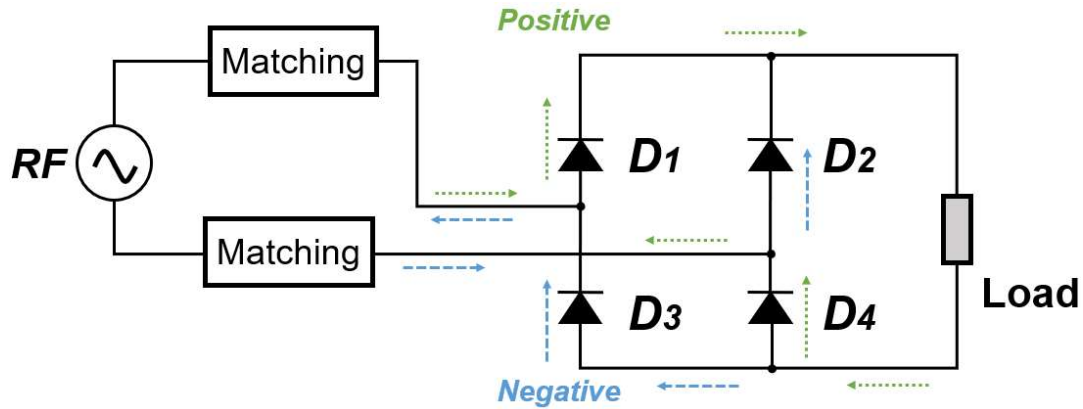 Positive
Matching
RF
D1
D2
Matching
Load
D3
D4
Negative